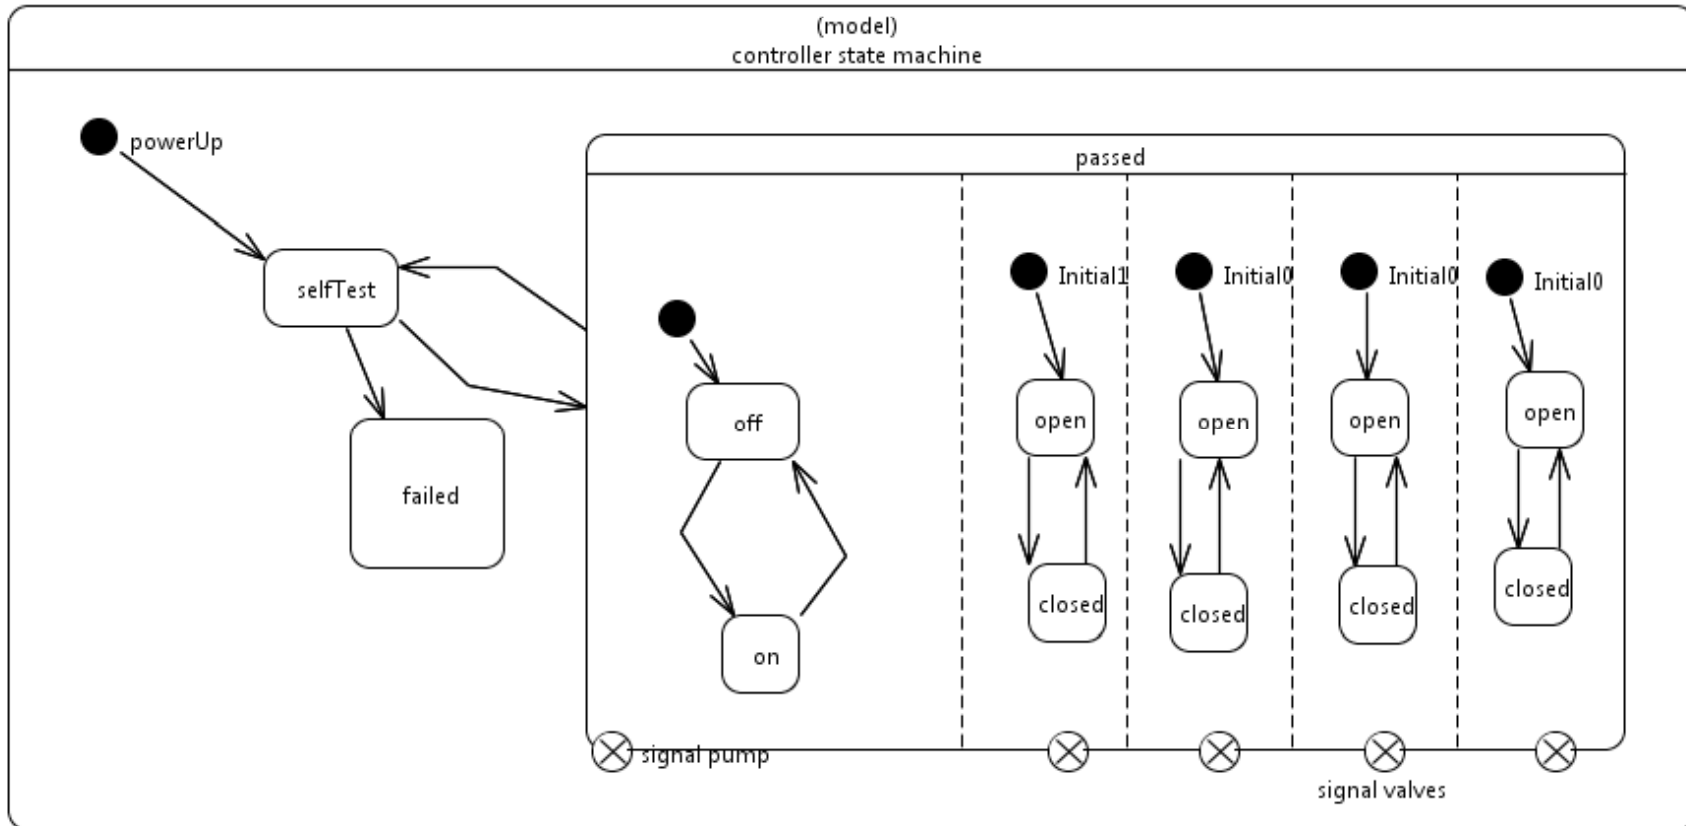 (model)
controller state machine
powerUp
passed
selfTest
Initial1
Initial0
Initial0
Initial0
off
open
open
open
open
failed
closed
closed
closed
closed
on
signal pump
signal valves